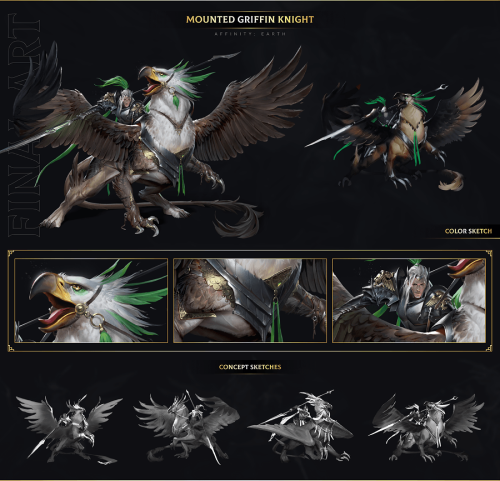 MOUNTED GRIFFIN KNIGHT
AFFINITY, EARTH
FINAL ART
COLOR SKETCH
CONCEPT SKETCHES